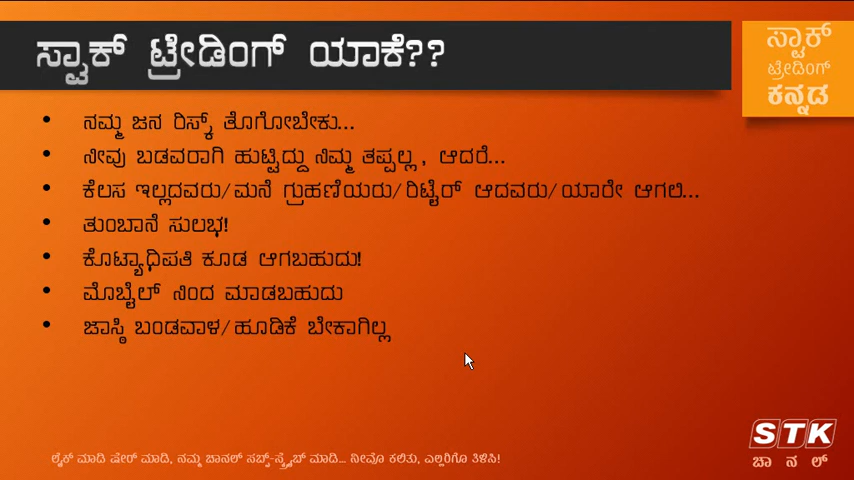 ಸ್ಟಾಕ್ ಟ್ರೇಡಿಂಗ್ ಯಾಕೆ??
ಸ್ಟಾಕ್
ಟ್ರೇಡಿಂಗ್
ಕನ್ನಡ
• ನಮ್ಮ ಜನ ರಿಸ್ಕ್ ತೊಗೋಬೇಕು...
• ನೀವು ಬಡವರಾಗಿ ಹುಟ್ಟಿದ್ದು ನಿಮ್ಮ ತಪ್ಪಲ್ಲ , ಆದರೆ...
• ಕೆಲಸ ಇಲ್ಲದವರು/ಮನೆ ಗ್ರುಹಣಿಯರು/ರಿಟೈರ್ ಆದವರು/ಯಾರೇ ಆಗಲಿ...
• ತುಂಬಾನೆ ಸುಲಭ!
• ಕೊಟ್ಯಾಧಿಪತಿ ಕೂಡ ಆಗಬಹುದು!
• ಮೊಬೈಲ್ ನಿಂದ ಮಾಡಬಹುದು
• ಜಾಸ್ತಿ ಬಂಡವಾಳ/ಹೂಡಿಕೆ ಬೇಕಾಗಿಲ್ಲ
ಲೈಕ್ ಮಾಡಿ ಷೇರ್ ಮಾಡಿ, ನಮ್ಮ ಚಾನಲ್ ಸಬ್ಸ್-ಸ್ಕ್ರೈಬ್ ಮಾಡಿ... ನೀವೂ ಕಲಿತು, ಎಲ್ಲರಿಗೂ ತಿಳಿಸಿ!
STK
ಚಾನಲ್